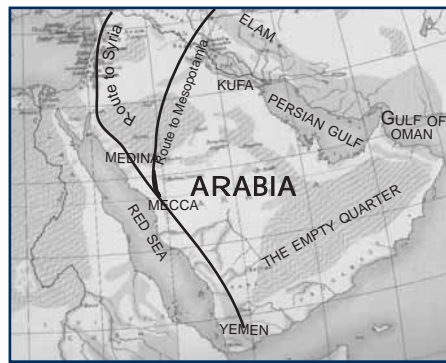 Route to Syria
ELAM
Route to Mesopotamia
KUFA
PERSIAN GULF
GULF OF
OMAN
MEDINA
ARABIA
MECCA
RED SEA
THE EMPTY QUARTER
YEMEN